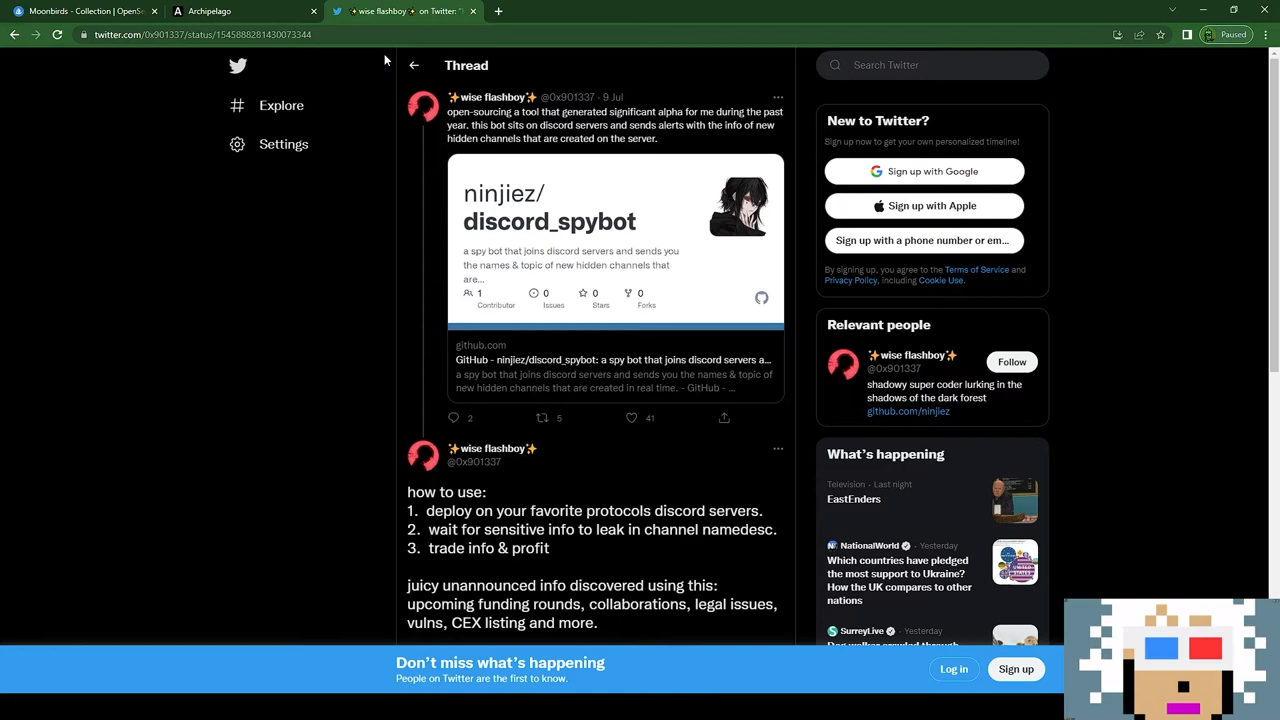 Moonbirds - Collection | OpenSe
Archipelago
✨wise flashboy✨ on Twitter: "
twitter.com/0x901337/status/1545888281430073344
Paused
Explore
Settings
Thread
✨wise flashboy✨ @0x901337 · 9 Jul
open-sourcing a tool that generated significant alpha for me during the past
year. this bot sits on discord servers and sends alerts with the info of new
hidden channels that are created on the server.
ninjiez/
discord_spybot
a spy bot that joins discord servers and sends you
the names & topic of new hidden channels that
are...
1
Contributor
0
Issues
0
Stars
0
Forks
github.com
GitHub - ninjiez/discord_spybot: a spy bot that joins discord servers a...
a spy bot that joins discord servers and sends you the names & topic of
new hidden channels that are created in real time. - GitHub - ...
2
5
41
✨wise flashboy✨
@0x901337
how to use:
1. deploy on your favorite protocols discord servers.
2. wait for sensitive info to leak in channel namedesc.
3. trade info & profit
juicy unannounced info discovered using this:
upcoming funding rounds, collaborations, legal issues,
vulns, CEX listing and more.
Search Twitter
New to Twitter?
Sign up now to get your own personalized timeline!
Sign up with Google
Sign up with Apple
Sign up with a phone number or em...
By signing up, you agree to the Terms of Service and
Privacy Policy, including Cookie Use.
Relevant people
✨wise flashboy✨
@0x901337
Follow
shadowy super coder lurking in the
shadows of the dark forest
github.com/ninjiez
What's happening
Television · Last night
EastEnders
NationalWorld · Yesterday
Which countries have pledged
the most support to Ukraine?
How the UK compares to other
nations
SurreyLive · Yesterday
Don't miss what's happening
People on Twitter are the first to know.
Log in
Sign up